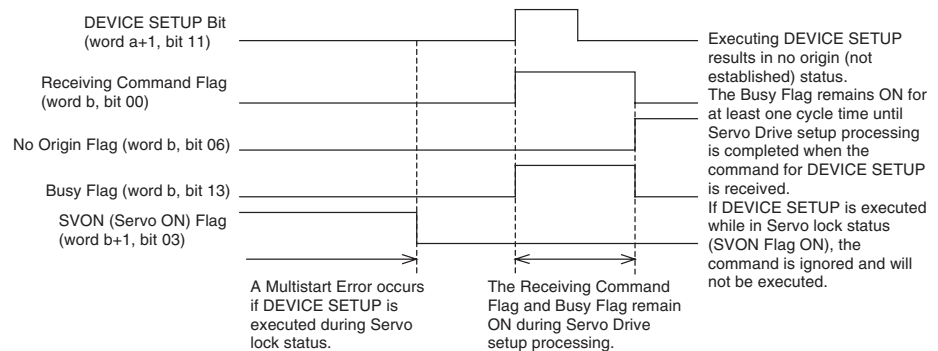 DEVICE SETUP Bit
(word a+1, bit 11)
Receiving Command Flag
(word b, bit 00)
No Origin Flag (word b, bit 06)
Busy Flag (word b, bit 13)
SVON (Servo ON) Flag
(word b+1, bit 03)
A Multistart Error occurs
if DEVICE SETUP is
executed during Servo
lock status.
The Receiving Command
Flag and Busy Flag remain
ON during Servo Drive
setup processing.
Executing DEVICE SETUP
results in no origin (not
established) status.
The Busy Flag remains ON for
at least one cycle time until
Servo Drive setup processing
is completed when the
command for DEVICE SETUP
is received.
If DEVICE SETUP is executed
while in Servo lock status
(SVON Flag ON), the
command is ignored and will
not be executed.